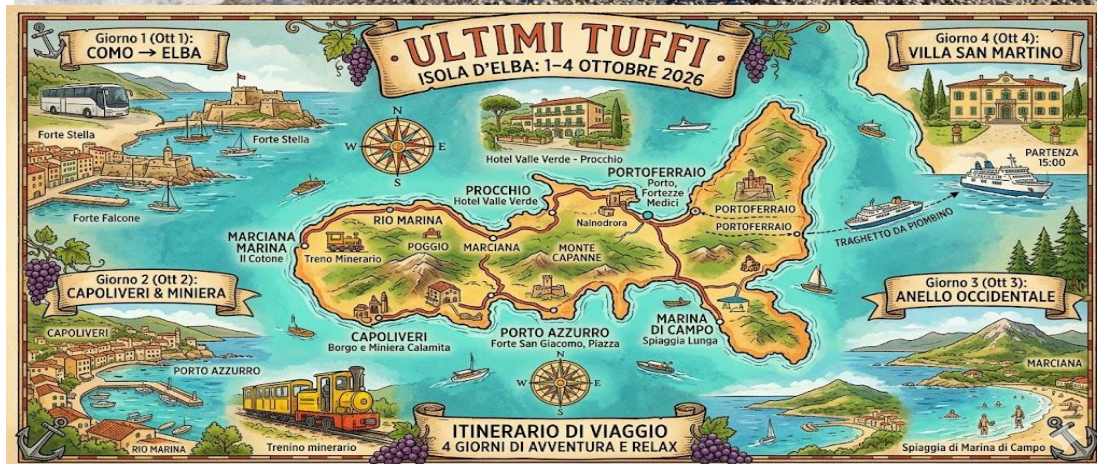 Giorno 1 (Ott 1):
COMO → ELBA
ULTIMI TUFFI
ISOLA D'ELBA: 1–4 OTTOBRE 2026
Giorno 4 (Ott 4):
VILLA SAN MARTINO
Forte Stella
Forte Stella
Forte Falcone
N
W
E
S
Hotel Valle Verde - Procchio
PARTENZA
15:00
PROCCHIO
Hotel Valle Verde
PORTOFERRAIO
Porto,
Fortezze
Medici
Nalnodrora
PORTOFERRAIO
PORTOFERRAIO
TRAGHETTO DA PIOMBINO
MARCIANA
MARINA
Il Cotone
RIO MARINA
Treno Minerario
POGGIO
MARCIANA
MONTE
CAPANNE
CAPOLIVERI
Borgo e Miniera Calamita
PORTO AZZURRO
Forte San Giacomo, Piazza
MARINA
DI CAMPO
Spiaggia Lunga
Giorno 2 (Ott 2):
CAPOLIVERI & MINIERA
CAPOLIVERI
PORTO AZZURRO
RIO MARINA
Trenino minerario
N
W
E
S
ITINERARIO DI VIAGGIO
4 GIORNI DI AVVENTURA E RELAX
Giorno 3 (Ott 3):
ANELLO OCCIDENTALE
MARCIANA
Spiaggia di Marina di Campo